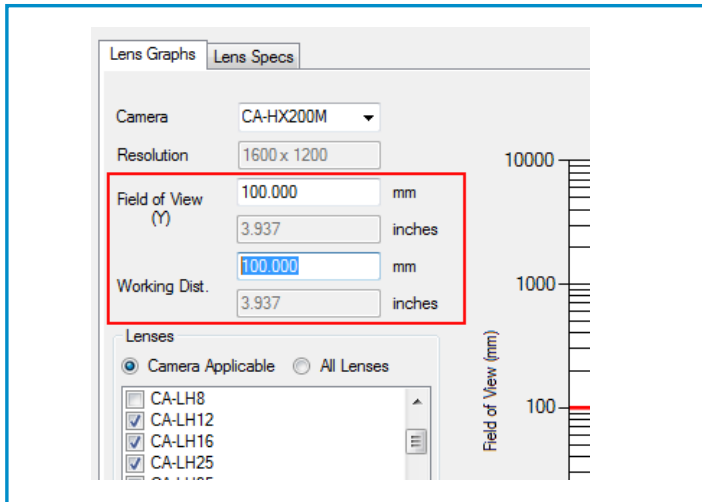 Lens Graphs Lens Specs
Camera CA-HX200M
Resolution 1600 x 1200
Field of View (Y) 100.000 mm
3.937 inches
Working Dist. 100.000 mm
3.937 inches
Lenses
Camera Applicable All Lenses
CA-LH8
CA-LH12
CA-LH16
CA-LH25
10000
1000
100
Field of View (mm)